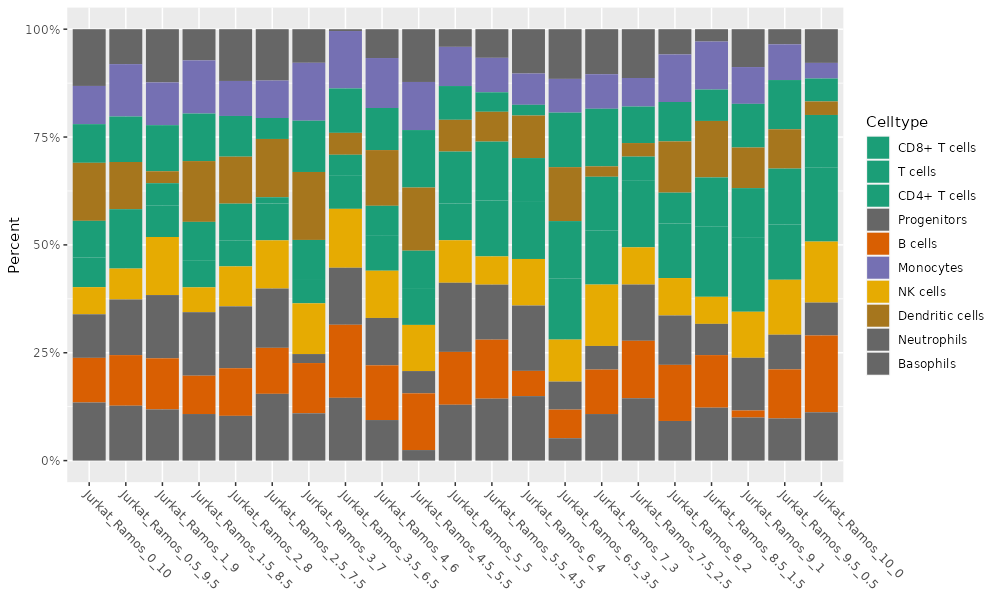 100%
75%
50%
25%
0%
Percent
Jurkat_Ramos_0_10
Jurkat_Ramos_0.5_9.5
Jurkat_Ramos_1_9
Jurkat_Ramos_1.5_8.5
Jurkat_Ramos_2_8
Jurkat_Ramos_2.5_7.5
Jurkat_Ramos_3_7
Jurkat_Ramos_3.5_6.5
Jurkat_Ramos_4_6
Jurkat_Ramos_4.5_5.5
Jurkat_Ramos_5_5
Jurkat_Ramos_5.5_4.5
Jurkat_Ramos_6_4
Jurkat_Ramos_6.5_3.5
Jurkat_Ramos_7_3
Jurkat_Ramos_7.5_2.5
Jurkat_Ramos_8_2
Jurkat_Ramos_8.5_1.5
Jurkat_Ramos_9_1
Jurkat_Ramos_9.5_0.5
Jurkat_Ramos_10_0
Celltype
CD8+ T cells
T cells
CD4+ T cells
Progenitors
B cells
Monocytes
NK cells
Dendritic cells
Neutrophils
Basophils